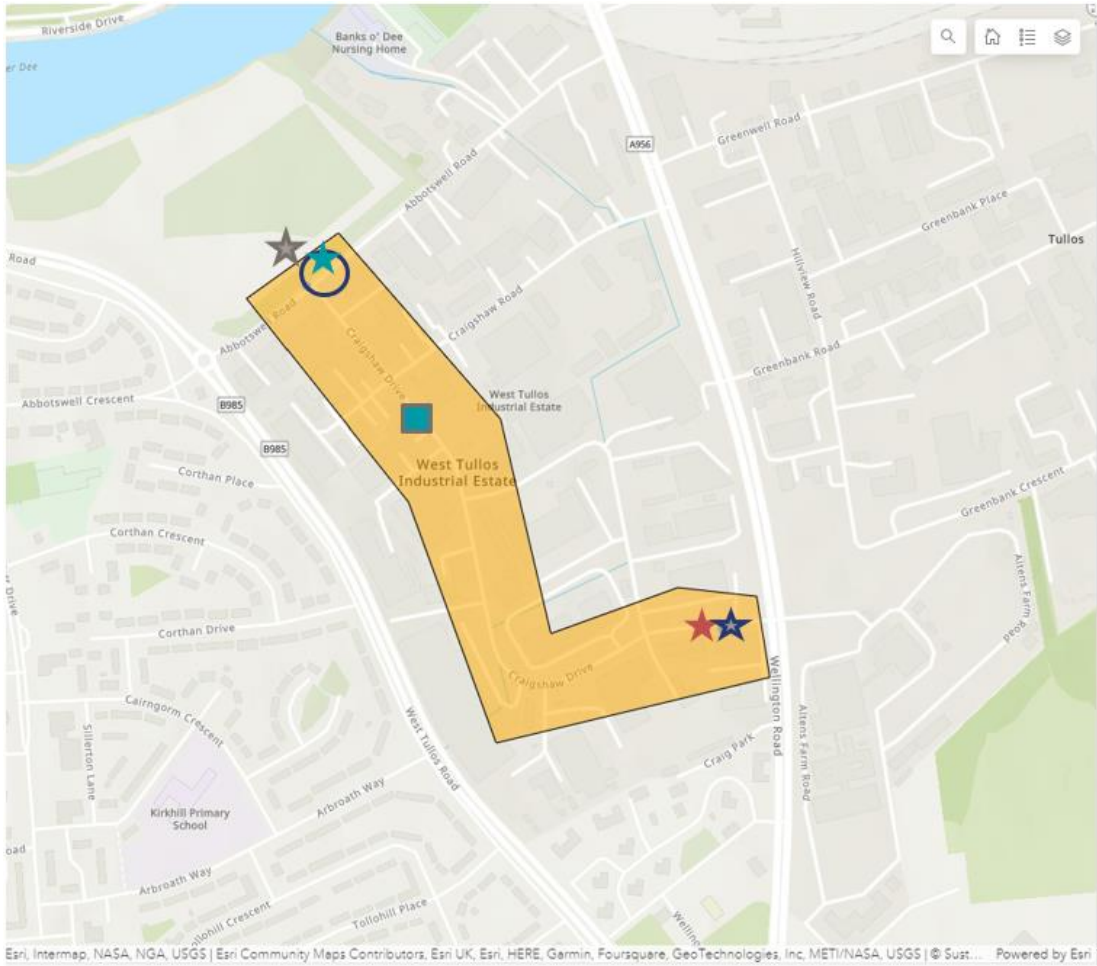 Riverside Drive
er Dee
Banks o' Dee
Nursing Home
A956
Greenwell Road
Abbotswell Road
Greenbank Place
Tullos
Road
Hillview Road
Craigshaw Road
Abbotswell Road
Craigshaw Drive
Greenbank Road
West Tullos
Industrial Estate
Abbotswell Crescent
B985
B985
West Tullos
Industrial Estate
Corthan Place
Greenbank Crescent
Corthan Crescent
Altens Farm Road
Drive
Corthan Drive
Craigshaw Drive
Wellington Road
Cairngorm Crescent
West Tullos Road
Sillerton Lane
Altens Farm Road
Craig Park
Arbroath Way
Kirkhill Primary
School
oad
Arbroath Way
Tollohill Place
ollohill Crescent
Wellin
Esri, Intermap, NASA, NGA, USGS | Esri Community Maps Contributors, Esri UK, Esri, HERE, Garmin, Foursquare, GeoTechnologies, Inc, METI/NASA, USGS | © Sust... Powered by Esri